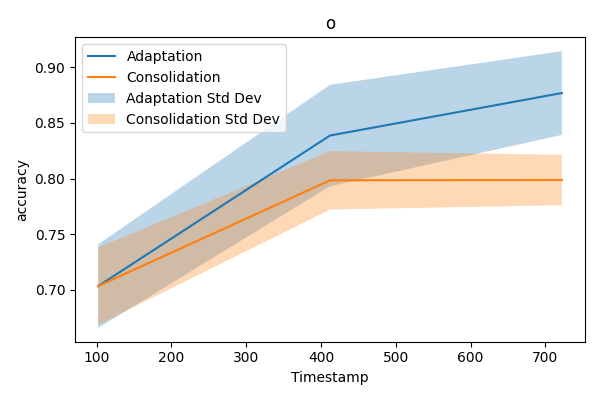 o
Adaptation
Consolidation
Adaptation Std Dev
Consolidation Std Dev
0.90
0.85
0.80
0.75
0.70
accuracy
100 200 300 400 500 600 700
Timestamp